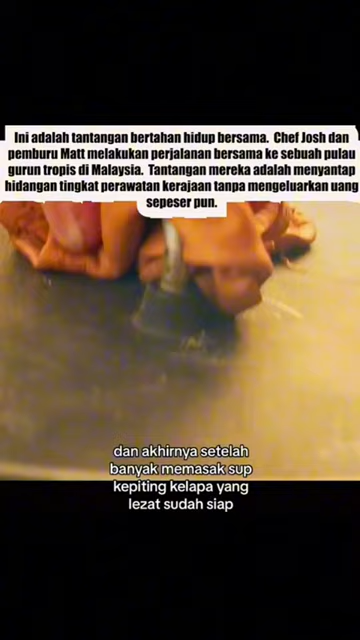 Ini adalah tantangan bertahan hidup bersama. Chef Josh dan
pemburu Matt melakukan perjalanan bersama ke sebuah pulau
gurun tropis di Malaysia. Tantangan mereka adalah menyantap
hidangan tingkat perawatan kerajaan tanpa mengeluarkan uang
sepeser pun.
dan akhirnya setelah
banyak memasak sup
kepiting kelapa yang
lezat sudah siap